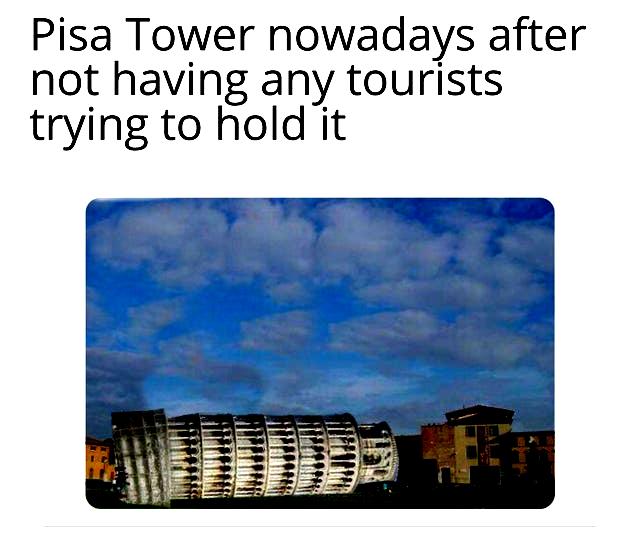 Pisa Tower nowadays after
not having any tourists
trying to hold it